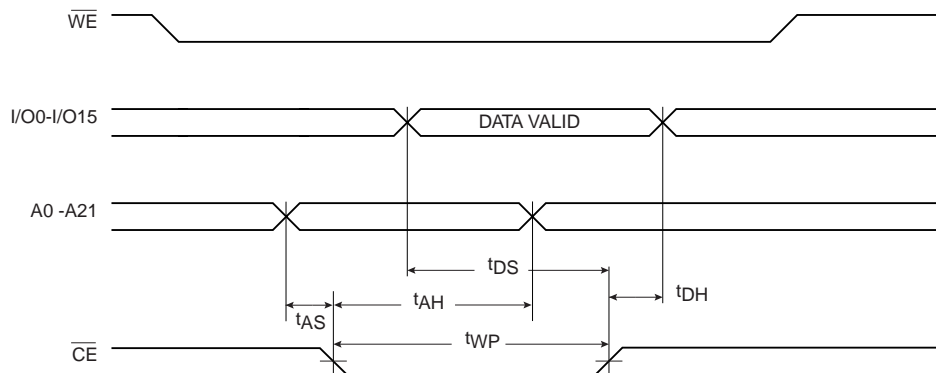 WE
I/O0-I/O15
DATA VALID
A0 -A21
tDS
tDH
tAS
tAH
tWP
CE